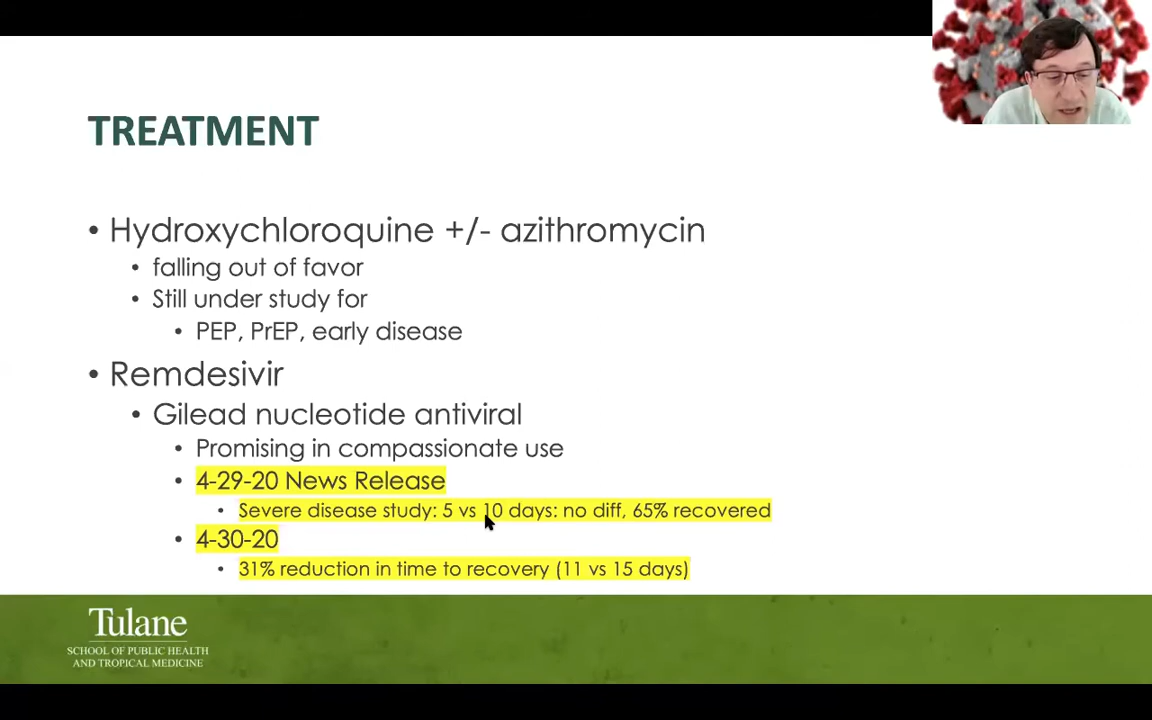 TREATMENT
• Hydroxychloroquine +/- azithromycin
• falling out of favor
• Still under study for
• PEP, PrEP, early disease
• Remdesivir
• Gilead nucleotide antiviral
• Promising in compassionate use
• 4-29-20 News Release
• Severe disease study: 5 vs 10 days: no diff, 65% recovered
• 4-30-20
• 31% reduction in time to recovery (11 vs 15 days)
Tulane
SCHOOL OF PUBLIC HEALTH
AND TROPICAL MEDICINE